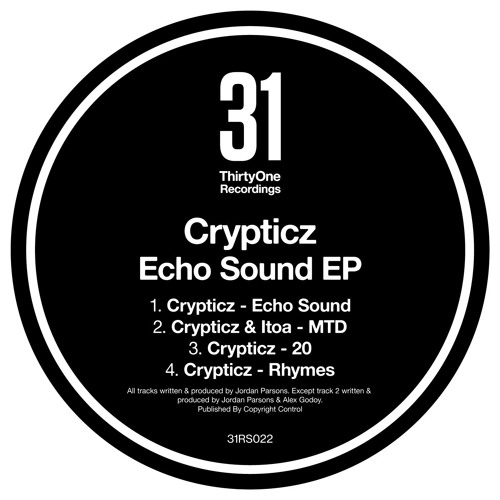 31
ThirtyOne
Recordings
Crypticz
Echo Sound EP
1. Crypticz - Echo Sound
2. Crypticz & Itoa - MTD
3. Crypticz - 20
4. Crypticz - Rhymes
All tracks written & produced by Jordan Parsons. Except track 2 written &
produced by Jordan Parsons & Alex Godoy.
Published By Copyright Control
31RS022